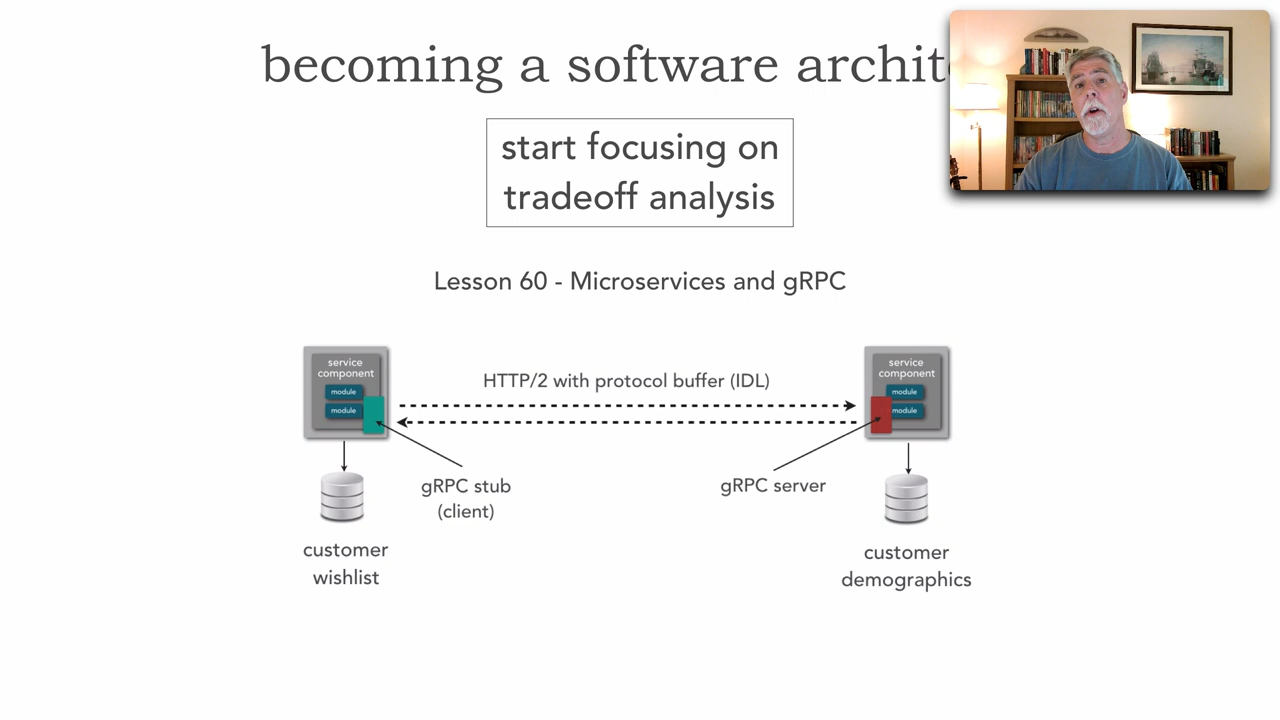 becoming a software archit
start focusing on
tradeoff analysis
Lesson 60 - Microservices and gRPC
service
component
module
module
HTTP/2 with protocol buffer (IDL)
service
component
module
module
gRPC stub
(client)
gRPC server
customer
wishlist
customer
demographics